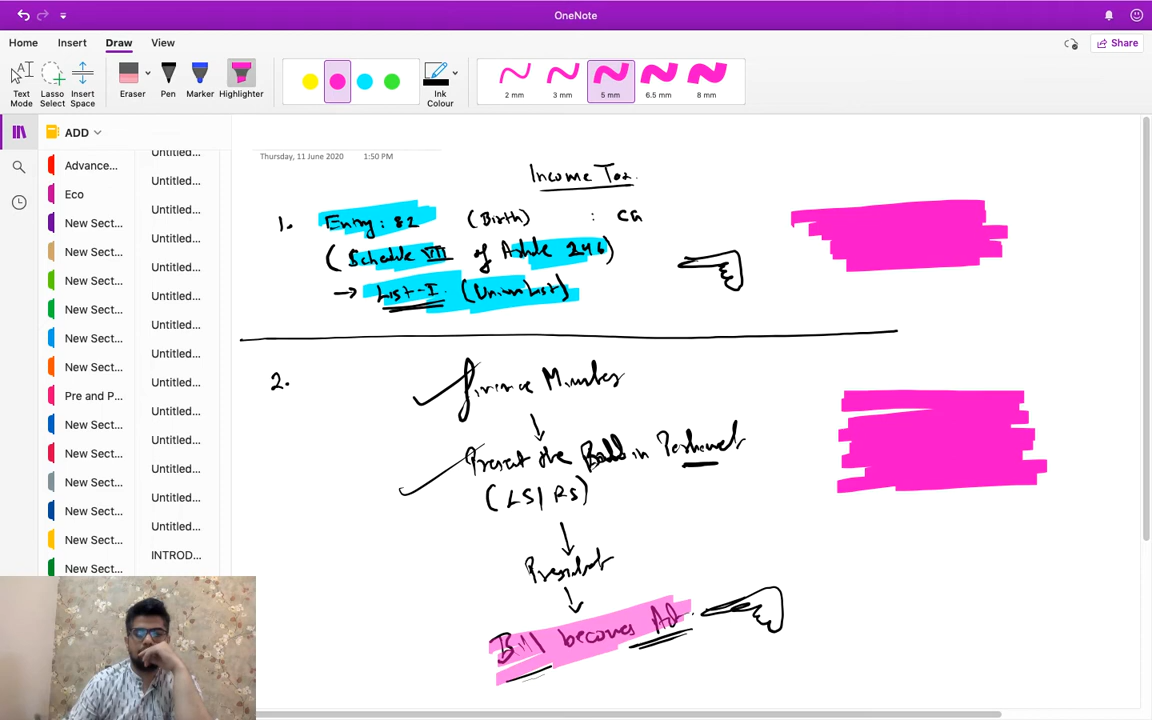 OneNote
Home Insert Draw View
Share
Text Mode
Lasso Select
Insert Space
Eraser
Pen
Marker
Highlighter
Ink Colour
2 mm
3 mm
5 mm
6.5 mm
8 mm
ADD
Advance...
Eco
New Sect...
New Sect...
New Sect...
New Sect...
New Sect...
New Sect...
Pre and P...
New Sect...
New Sect...
New Sect...
New Sect...
New Sect...
New Sect...
Untitled...
Untitled...
Untitled...
Untitled...
Untitled...
Untitled...
Untitled...
Untitled...
Untitled...
Untitled...
Untitled...
Untitled...
Untitled...
Untitled...
INTROD...
Thursday, 11 June 2020 1:50 PM
Income Tax.
1. Entry : 82 (Birth) : CG
(Schedule VII of Article 246)
→ List-I (Union List)
2. Finance Minister
Present the Bill in Parliament
(LS/RS)
President
Bill becomes Act.